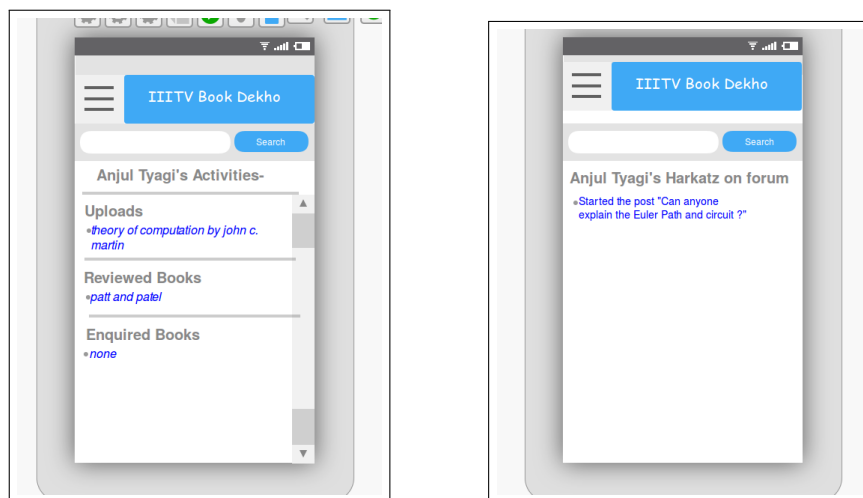 IIITV Book Dekho
Search
Anjul Tyagi's Activities-
Uploads
theory of computation by john c.
martin
Reviewed Books
patt and patel
Enquired Books
none
IIITV Book Dekho
Search
Anjul Tyagi's Harkatz on forum
Started the post "Can anyone
explain the Euler Path and circuit ?"